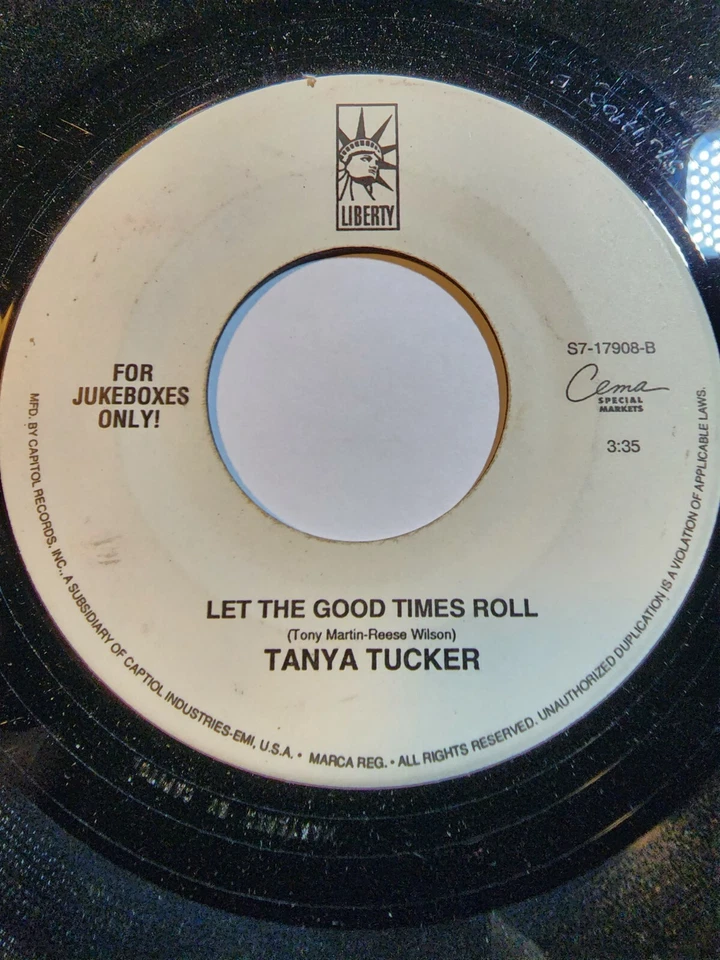 LIBERTY
FOR
JUKEBOXES
ONLY!
S7-17908-B
Cema
SPECIAL
MARKETS
3:35
LET THE GOOD TIMES ROLL
(Tony Martin-Reese Wilson)
TANYA TUCKER
MFD. BY CAPITOL RECORDS, INC., A SUBSIDIARY OF CAPTIOL INDUSTRIES-EMI, U.S.A. • MARCA REG. • ALL RIGHTS RESERVED. UNAUTHORIZED DUPLICATION IS A VIOLATION OF APPLICABLE LAWS.